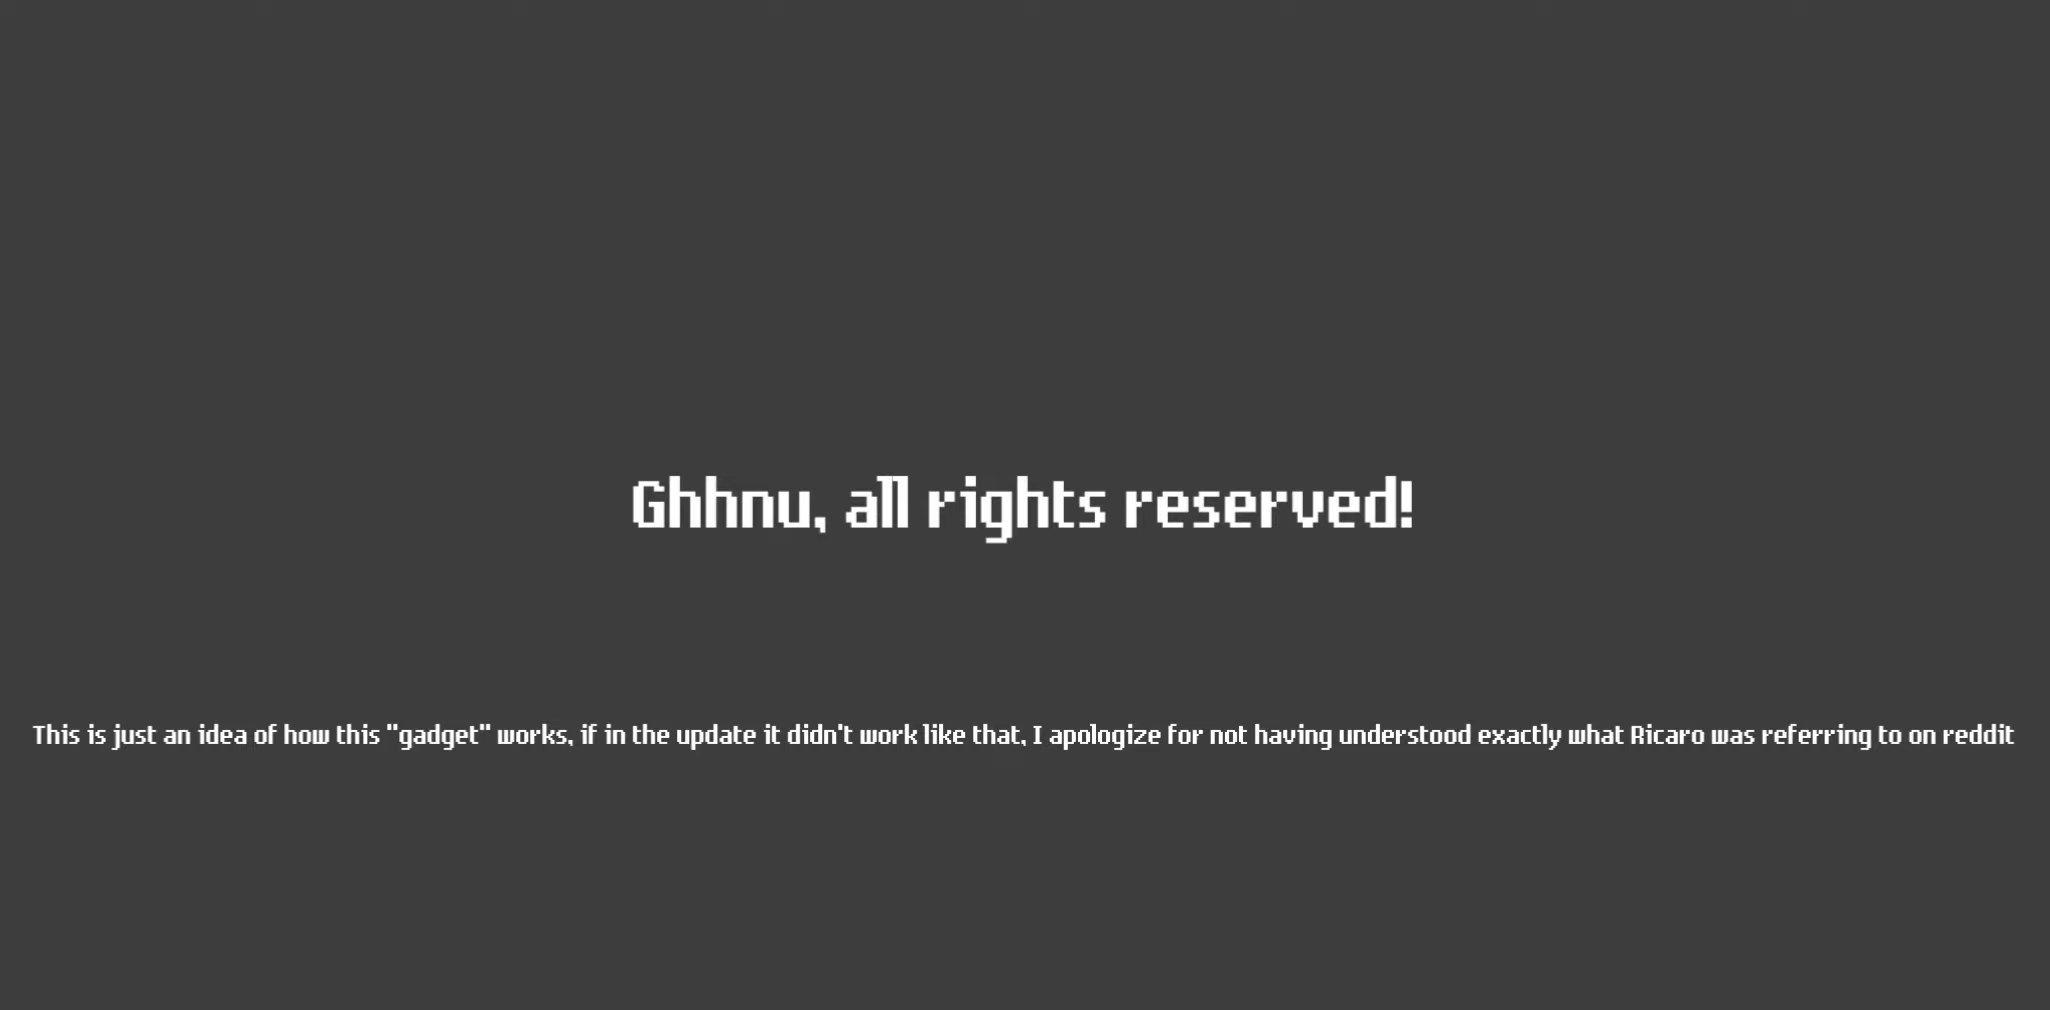 Ghhnu, all rights reserved!
This is just an idea of how this "gadget" works, if in the update it didn't work like that, I apologize for not having understood exactly what Ricaro was referring to on reddit